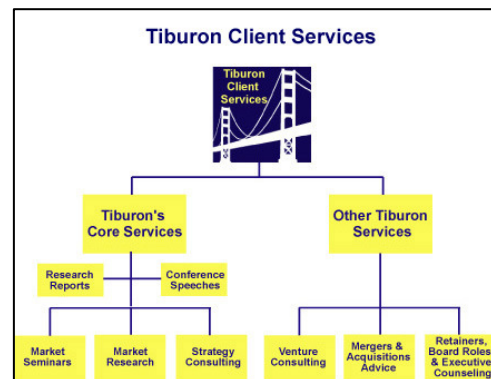 Tiburon Client Services
Tiburon
Client
Services
Tiburon's
Core Services
Other Tiburon
Services
Research
Reports
Conference
Speeches
Market
Seminars
Market
Research
Strategy
Consulting
Venture
Consulting
Mergers &
Acquisitions
Advice
Retainers,
Board Roles
& Executive
Counseling